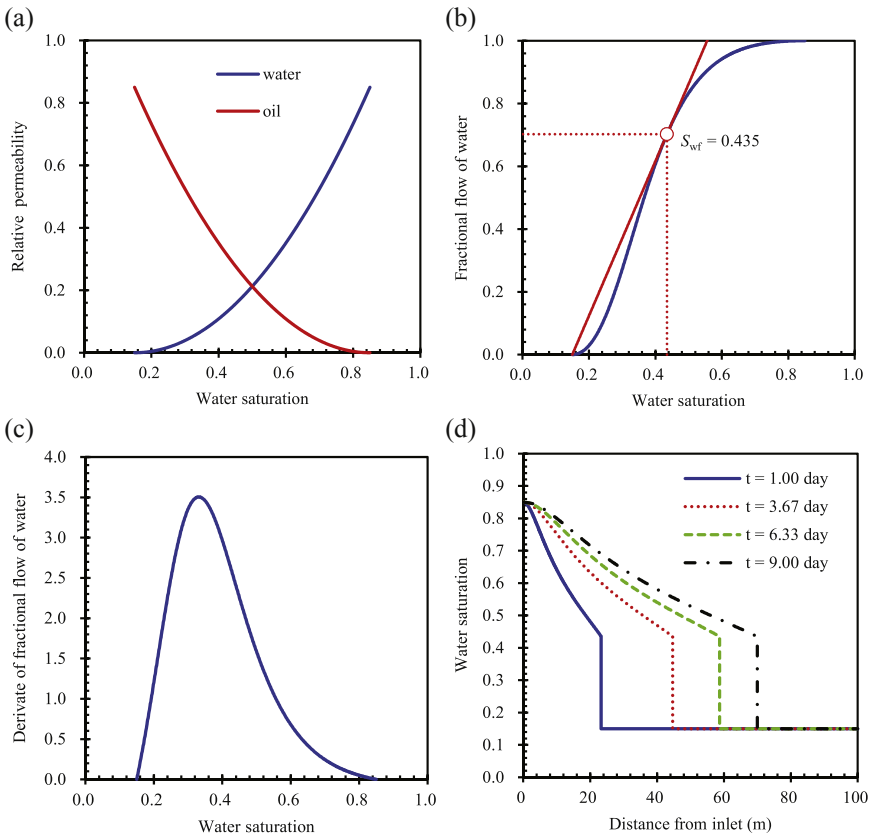 (a)
1.0
0.8
0.6
0.4
0.2
0.0
Relative permeability
water
oil
0.0 0.2 0.4 0.6 0.8 1.0
Water saturation
(b)
1.0
0.8
0.6
0.4
0.2
0.0
Fractional flow of water
Swf = 0.435
0.0 0.2 0.4 0.6 0.8 1.0
Water saturation
(c)
4.0
3.5
3.0
2.5
2.0
1.5
1.0
0.5
0.0
Derivate of fractional flow of water
0.0 0.2 0.4 0.6 0.8 1.0
Water saturation
(d)
1.0
0.9
0.8
0.7
0.6
0.5
0.4
0.3
0.2
0.1
0.0
Water saturation
t = 1.00 day
t = 3.67 day
t = 6.33 day
t = 9.00 day
0 20 40 60 80 100
Distance from inlet (m)